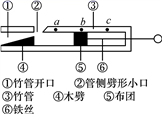 ① ② a b c ③
④ ⑤ ⑥
①竹管开口 ②管侧劈形小口
③竹管 ④木劈 ⑤布团
⑥铁丝